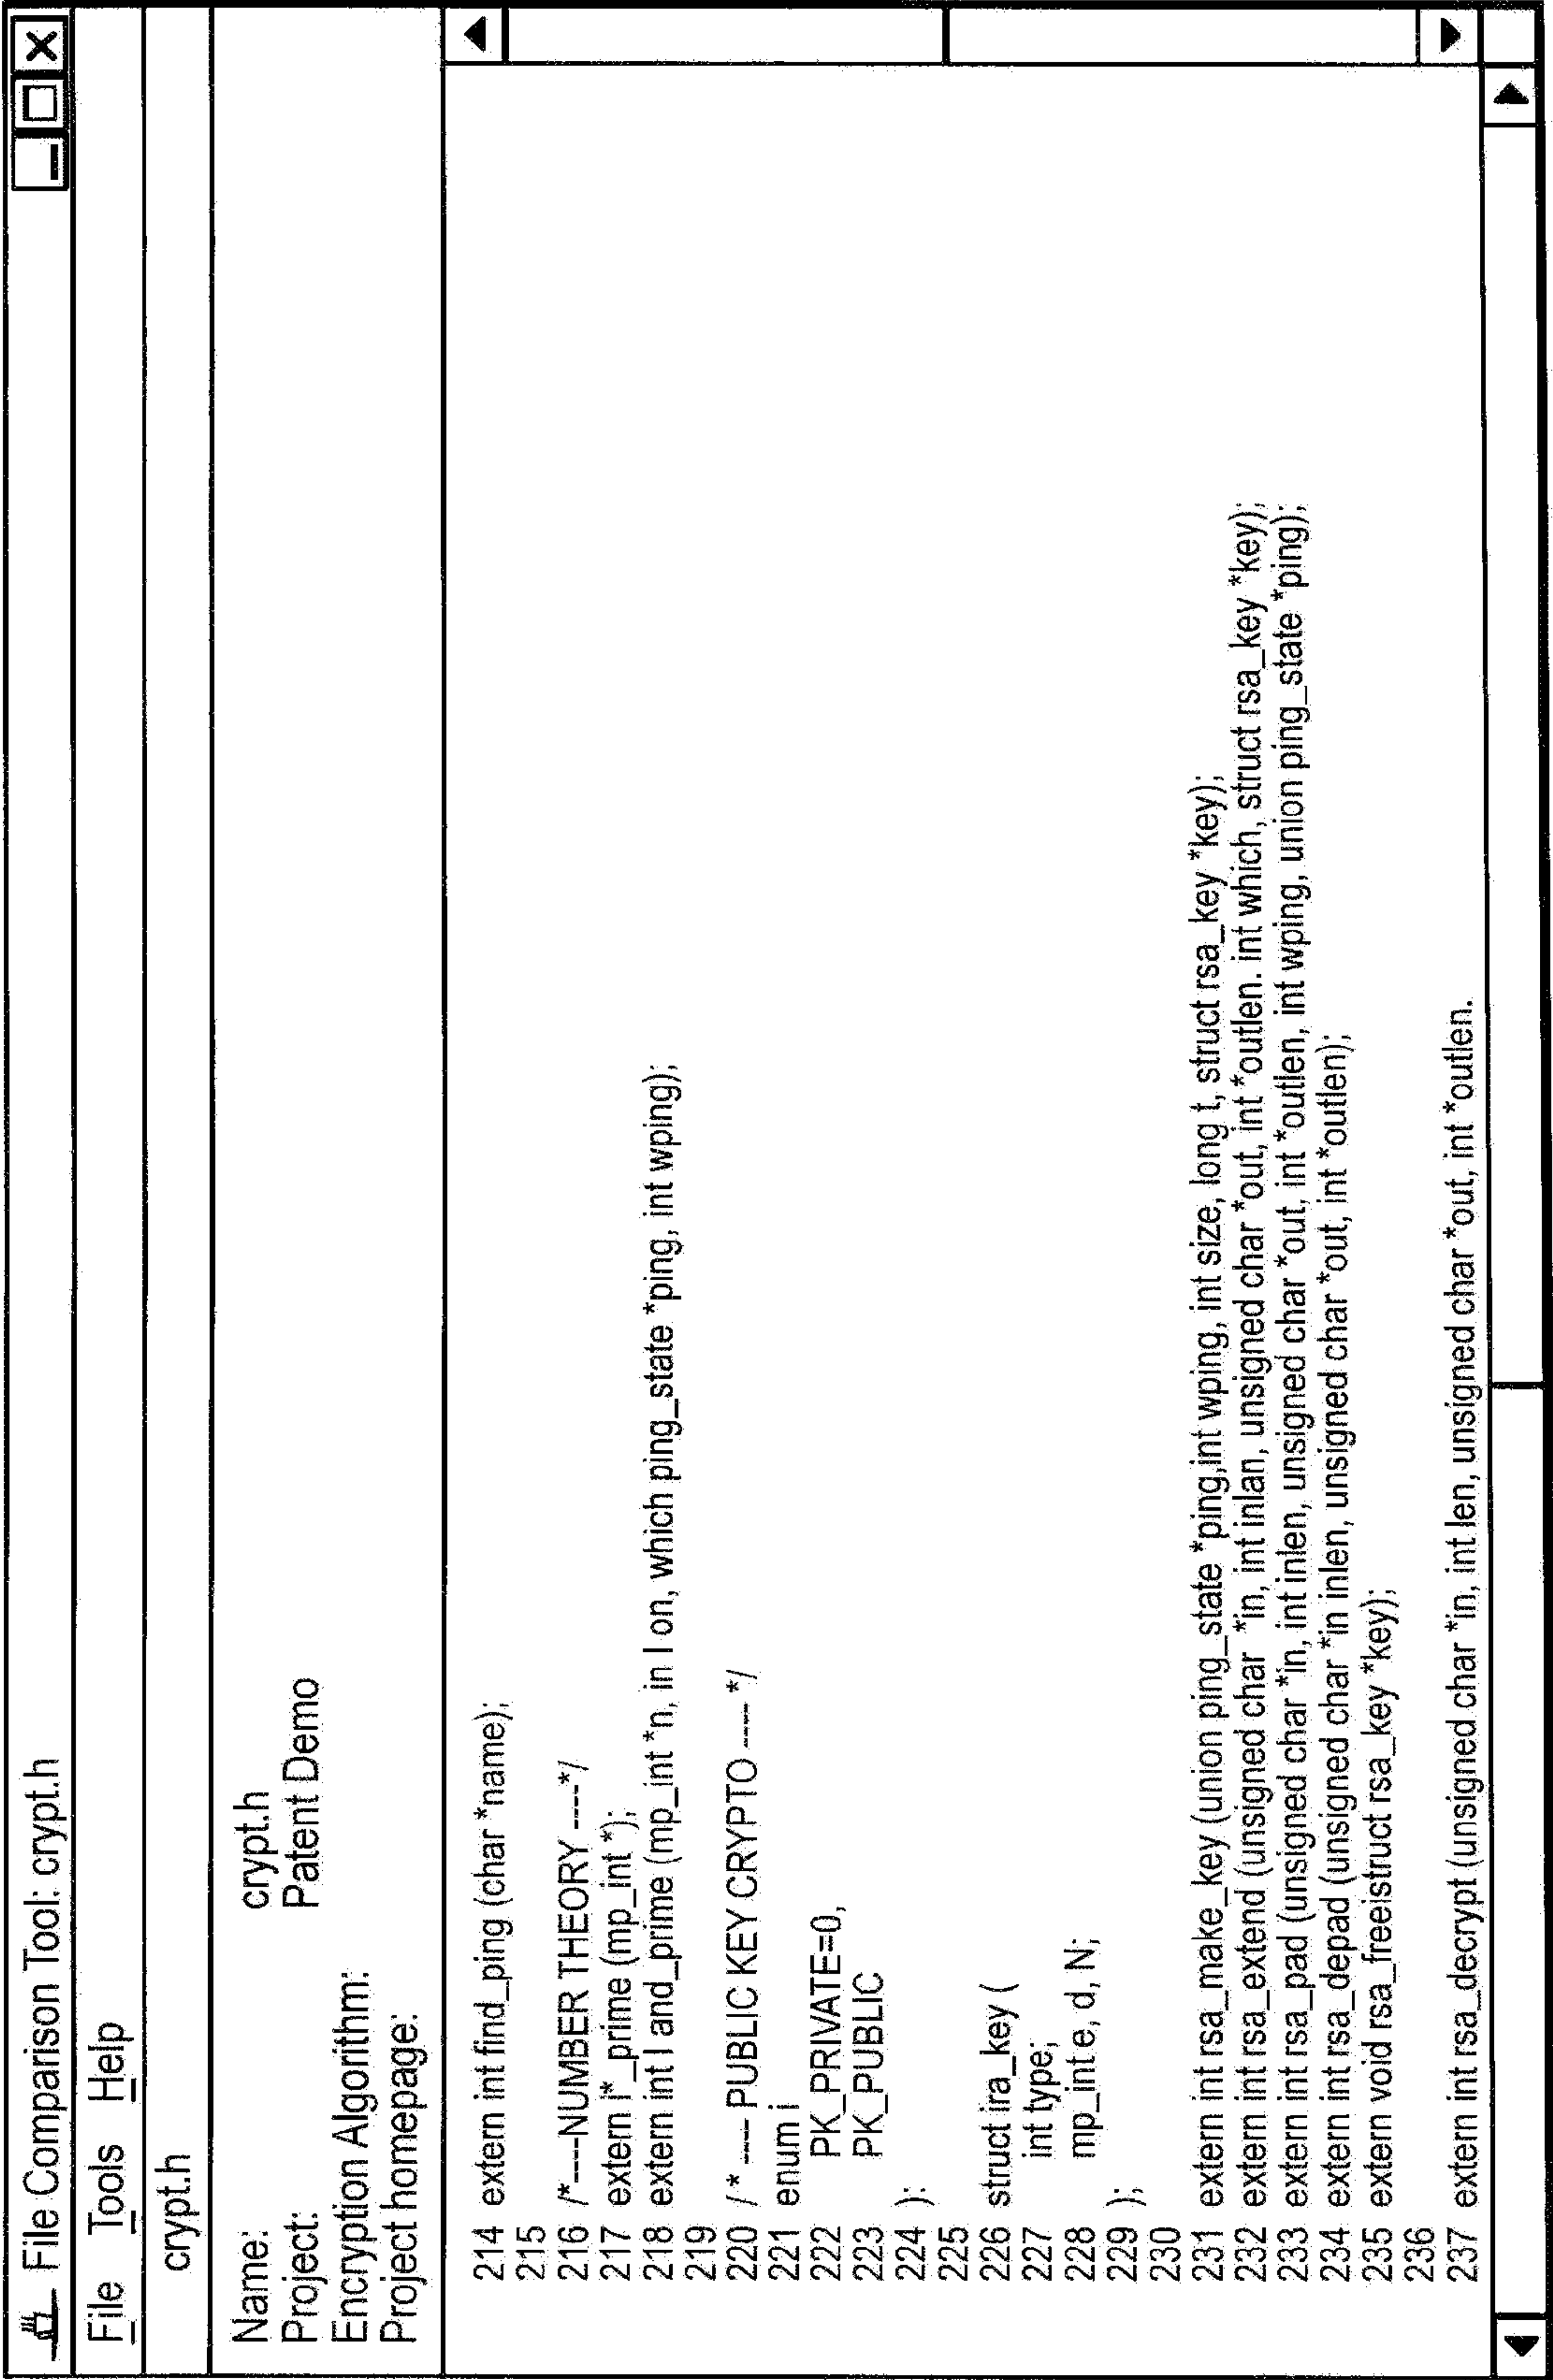 File Comparison Tool: crypt.h
File Tools Help
crypt.h
Name: crypt.h
Project: Patent Demo
Encryption Algorithm:
Project homepage:
214 extern int find_ping (char *name);
215
216 /*----NUMBER THEORY ----*/
217 extern i*_prime (mp_int *);
218 extern int l and_prime (mp_int *n, in l on, which ping_state *ping, int wping);
219
220 /* ---- PUBLIC KEY CRYPTO ---- */
221 enum i
222 PK_PRIVATE=0,
223 PK_PUBLIC
224 ):
225
226 struct ira_key (
227 int type;
228 mp_int e, d, N;
229 );
230
231 extern int rsa_make_key (union ping_state *ping,int wping, int size, long t, struct rsa_key *key);
232 extern int rsa_extend (unsigned char *in, int inlan, unsigned char *out, int *outlen. int which, struct rsa_key *key);
233 extern int rsa_pad (unsigned char *in, int inlen, unsigned char *out, int *outlen, int wping, union ping_state *ping);
234 extern int rsa_depad (unsigned char *in inlen, unsigned char *out, int *outlen);
235 extern void rsa_freeistruct rsa_key *key);
236
237 extern int rsa_decrypt (unsigned char *in, int len, unsigned char *out, int *outlen.